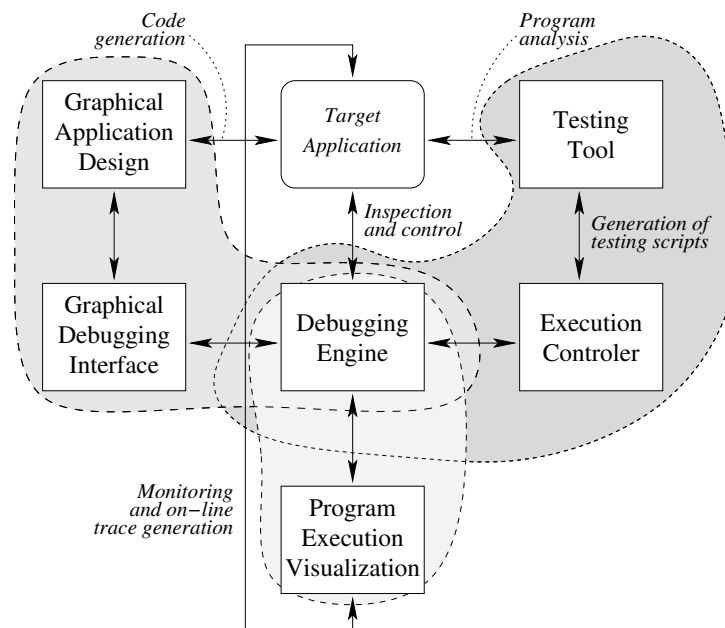 Code
generation
Program
analysis
Graphical
Application
Design
Target
Application
Testing
Tool
Inspection
and control
Generation of
testing scripts
Graphical
Debugging
Interface
Debugging
Engine
Execution
Controler
Monitoring
and on-line
trace generation
Program
Execution
Visualization